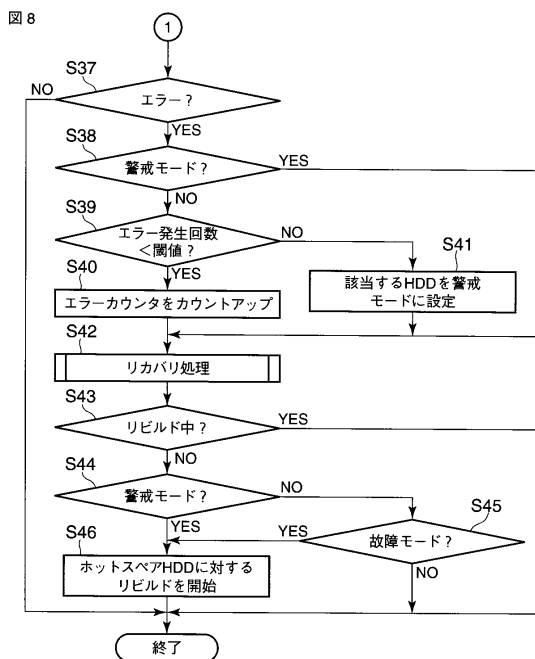 図8
1
S37
NO
エラー?
YES
S38
警戒モード?
YES
NO
S39
エラー発生回数
<閾値?
NO
YES
S40
エラーカウンタをカウントアップ
S41
該当するHDDを警戒
モードに設定
S42
リカバリ処理
S43
リビルド中?
YES
NO
S44
警戒モード?
NO
YES
S45
故障モード?
YES
NO
S46
ホットスペアHDDに対する
リビルドを開始
終了